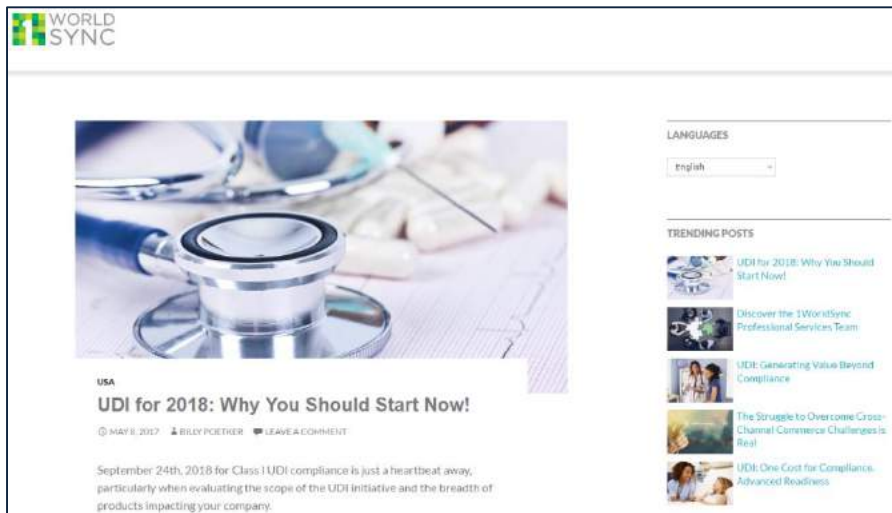 1 WORLD
SYNC
USA
UDI for 2018: Why You Should Start Now!
MAY 8, 2017 BILLY POETKER LEAVE A COMMENT
September 24th, 2018 for Class I UDI compliance is just a heartbeat away,
particularly when evaluating the scope of the UDI initiative and the breadth of
products impacting your company.
LANGUAGES
English
TRENDING POSTS
UDI for 2018: Why You Should
Start Now!
Discover the 1WorldSync
Professional Services Team
UDI: Generating Value Beyond
Compliance
The Struggle to Overcome Cross-
Channel Commerce Challenges is
Real
UDI: One Cost for Compliance,
Advanced Readiness